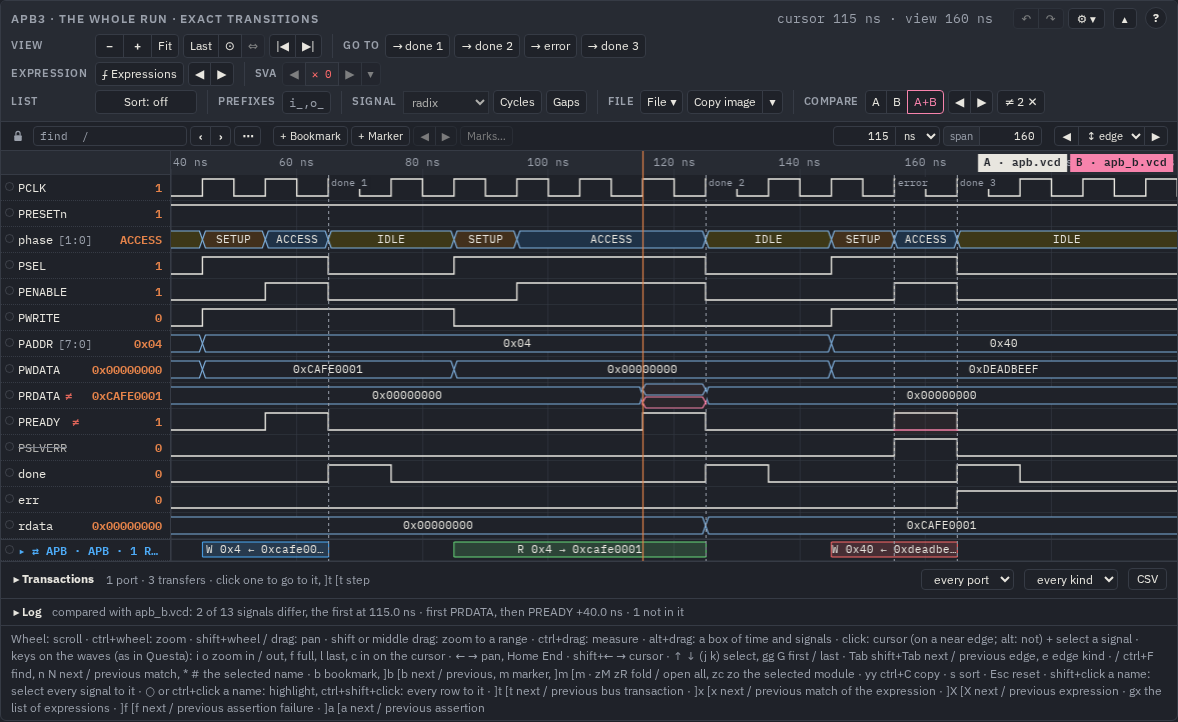 APB3 · THE WHOLE RUN · EXACT TRANSITIONS
cursor 115 ns · view 160 ns
↶ ↷ ⚙ ▾ ▴ ?
VIEW − + Fit Last ⊙ ⇔ |◀ ▶| GO TO → done 1 → done 2 → error → done 3
EXPRESSION ⨍ Expressions ◀ ▶ SVA ◀ × 0 ▶ ▾
LIST Sort: off PREFIXES i_,o_ SIGNAL radix Cycles Gaps FILE File ▾ Copy image ▾ COMPARE A B A+B ◀ ▶ ≠ 2 ✕
find / ‹ › ⋯ + Bookmark + Marker ◀ ▶ Marks… 115 ns span 160 ◀ ↕ edge ▶
40 ns 60 ns 80 ns 100 ns 120 ns 140 ns 160 ns A · apb.vcd B · apb_b.vcd
PCLK 1 done 1 done 2 error done 3
PRESETn 1
phase [1:0] ACCESS SETUP ACCESS IDLE SETUP ACCESS IDLE SETUP ACCESS IDLE
PSEL 1
PENABLE 1
PWRITE 0
PADDR [7:0] 0x04 0x04 0x40
PWDATA 0x00000000 0xCAFE0001 0x00000000 0xDEADBEEF
PRDATA ≠ 0xCAFE0001 0x00000000 0x00000000
PREADY ≠ 1
PSLVERR 0
done 0
err 0
rdata 0x00000000 0x00000000 0xCAFE0001
▸ ⇄ APB · APB · 1 R… W 0x4 ← 0xcafe00… R 0x4 → 0xcafe0001 W 0x40 ← 0xdeadbe…
▸ Transactions 1 port · 3 transfers · click one to go to it, ]t [t step every port every kind CSV
▸ Log compared with apb_b.vcd: 2 of 13 signals differ, the first at 115.0 ns · first PRDATA, then PREADY +40.0 ns · 1 not in it
Wheel: scroll · ctrl+wheel: zoom · shift+wheel / drag: pan · shift or middle drag: zoom to a range · ctrl+drag: measure · alt+drag: a box of time and signals · click: cursor (on a near edge; alt: not) + select a signal ·
keys on the waves (as in Questa): i o zoom in / out, f full, l last, c in on the cursor · ← → pan, Home End · shift+← → cursor · ↑ ↓ (j k) select, gg G first / last · Tab shift+Tab next / previous edge, e edge kind · / ctrl+F
find, n N next / previous match, * # the selected name · b bookmark, ]b [b next / previous, m marker, ]m [m · zM zR fold / open all, zc zo the selected module · yy ctrl+C copy · s sort · Esc reset · shift+click a name:
select every signal to it · ○ or ctrl+click a name: highlight, ctrl+shift+click: every row to it · ]t [t next / previous bus transaction · ]x [x next / previous match of the expression · ]X [X next / previous expression · gx the
list of expressions · ]f [f next / previous assertion failure · ]a [a next / previous assertion